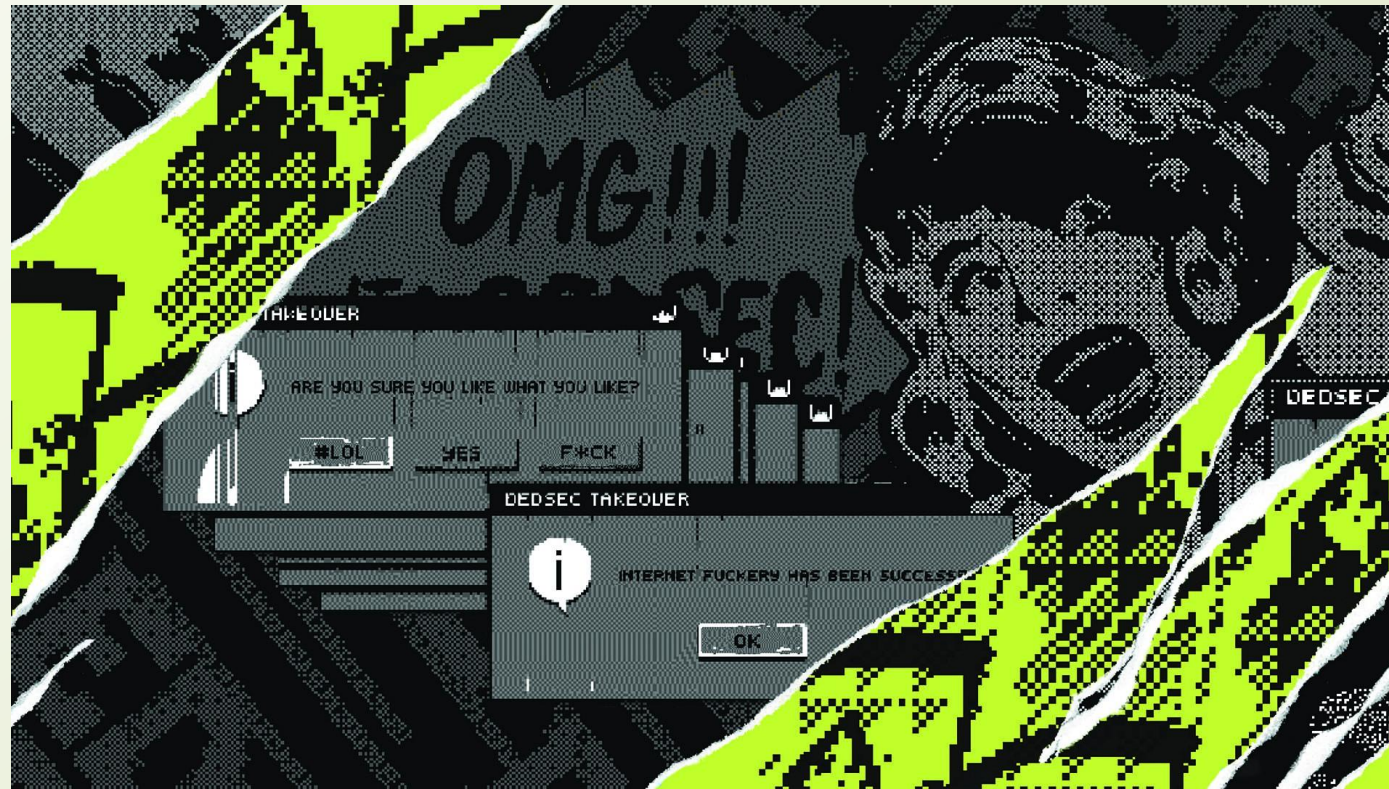 OMG!!!
TAKEOVER
ARE YOU SURE YOU LIKE WHAT YOU LIKE?
#LOL YES F*CK
DEDSEC
DEDSEC TAKEOVER
i
INTERNET FUCKERY HAS BEEN
OK